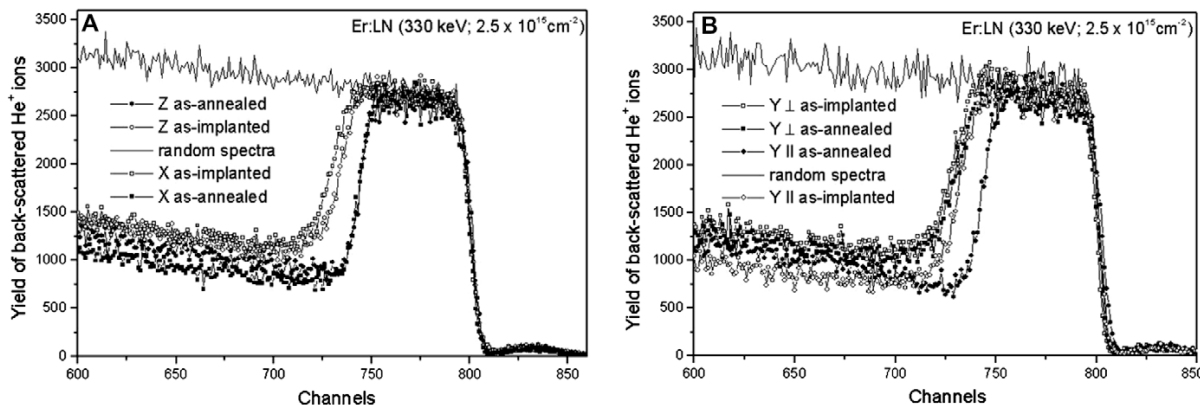 A
Er:LN (330 keV; 2.5 x 10¹⁵cm⁻²)
3500
3000
2500
2000
1500
1000
500
0
Yield of back-scattered He⁺ ions
Z as-annealed
Z as-implanted
random spectra
X as-implanted
X as-annealed
600
650
700
750
800
850
Channels
B
Er:LN (330 keV; 2.5 x 10¹⁵cm⁻²)
3500
3000
2500
2000
1500
1000
500
0
Yield of back-scattered He⁺ ions
Y ⊥ as-implanted
Y ⊥ as-annealed
Y II as-annealed
random spectra
Y II as-implanted
600
650
700
750
800
850
Channels